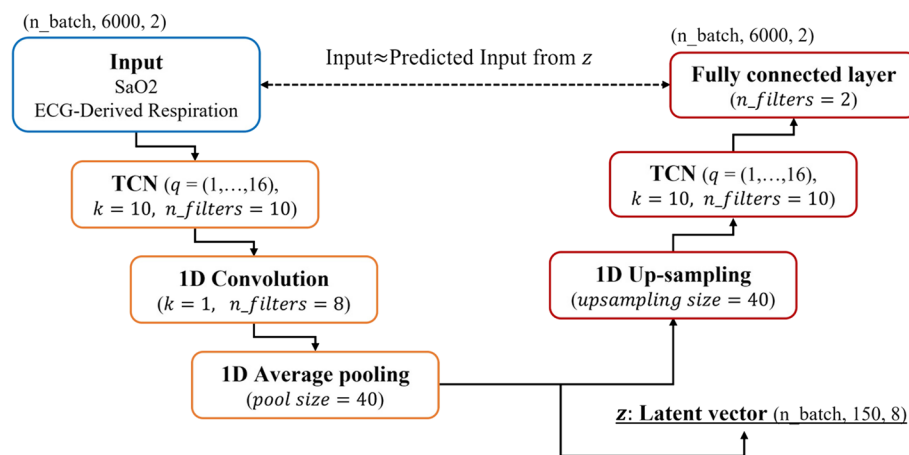 (n_batch, 6000, 2)
Input
SaO2
ECG-Derived Respiration
Input≈Predicted Input from z
(n_batch, 6000, 2)
Fully connected layer
(n_filters = 2)
TCN (q = (1,…,16),
k = 10, n_filters = 10)
TCN (q = (1,…,16),
k = 10, n_filters = 10)
1D Convolution
(k = 1, n_filters = 8)
1D Up-sampling
(upsampling size = 40)
1D Average pooling
(pool size = 40)
z: Latent vector (n_batch, 150, 8)